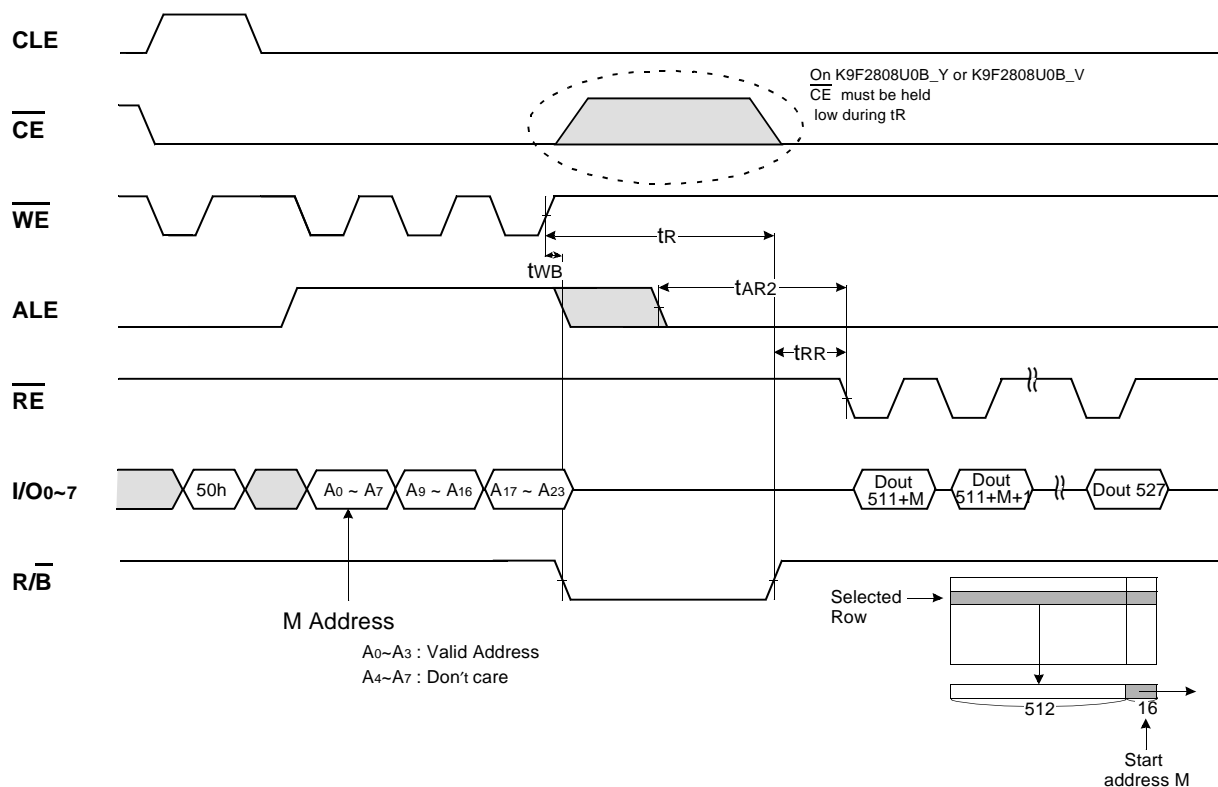 CLE
On K9F2808U0B_Y or K9F2808U0B_V
CE must be held
low during tR
CE
WE
tR
tWB
tAR2
ALE
tRR
RE
I/O0~7
50h
A0 ~ A7
A9 ~ A16
A17 ~ A23
Dout
511+M
Dout
511+M+1
Dout 527
R/B
M Address
A0~A3 : Valid Address
A4~A7 : Don't care
Selected
Row
512
16
Start
address M